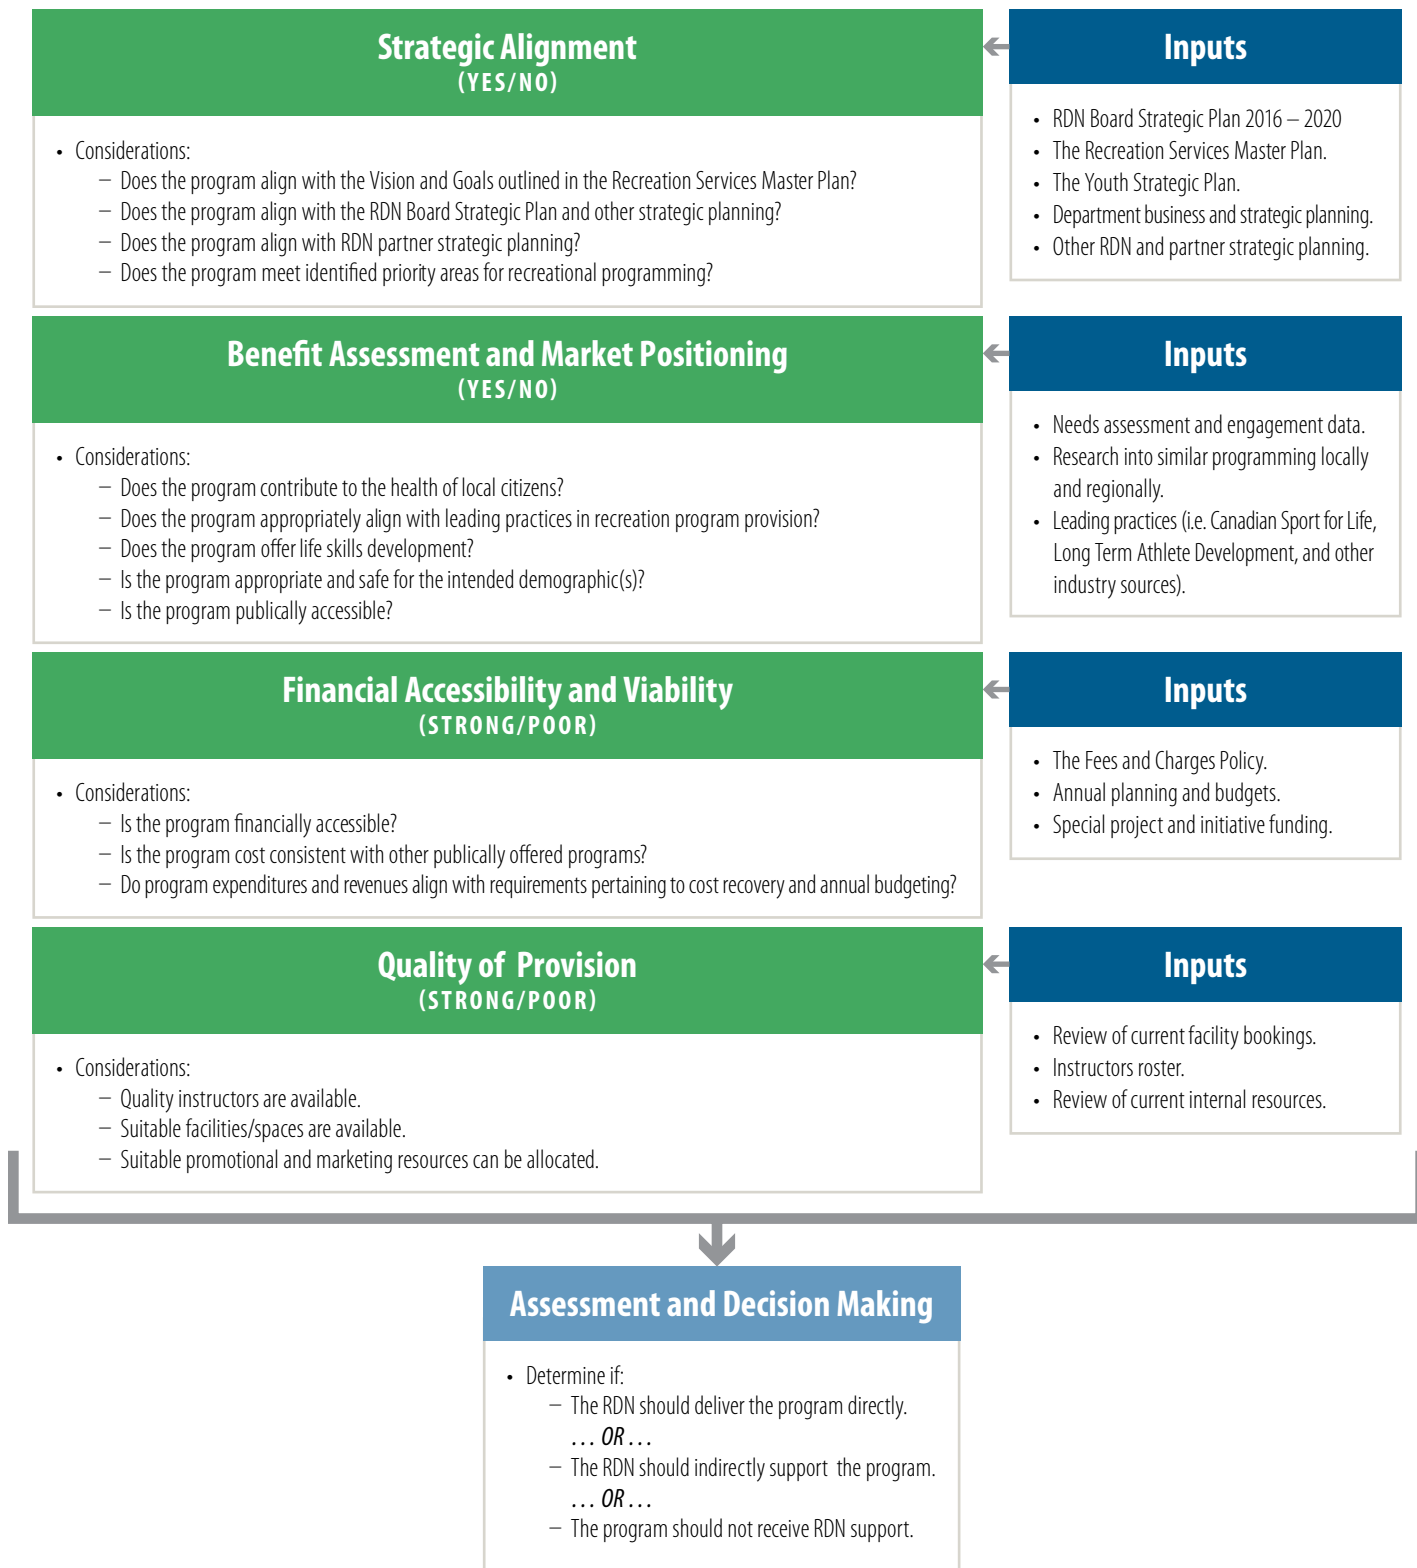 Strategic Alignment
(YES/NO)
• Considerations:
– Does the program align with the Vision and Goals outlined in the Recreation Services Master Plan?
– Does the program align with the RDN Board Strategic Plan and other strategic planning?
– Does the program align with RDN partner strategic planning?
– Does the program meet identified priority areas for recreational programming?
Inputs
• RDN Board Strategic Plan 2016 – 2020
• The Recreation Services Master Plan.
• The Youth Strategic Plan.
• Department business and strategic planning.
• Other RDN and partner strategic planning.
Benefit Assessment and Market Positioning
(YES/NO)
• Considerations:
– Does the program contribute to the health of local citizens?
– Does the program appropriately align with leading practices in recreation program provision?
– Does the program offer life skills development?
– Is the program appropriate and safe for the intended demographic(s)?
– Is the program publically accessible?
Inputs
• Needs assessment and engagement data.
• Research into similar programming locally
and regionally.
• Leading practices (i.e. Canadian Sport for Life,
Long Term Athlete Development, and other
industry sources).
Financial Accessibility and Viability
(STRONG/POOR)
• Considerations:
– Is the program financially accessible?
– Is the program cost consistent with other publically offered programs?
– Do program expenditures and revenues align with requirements pertaining to cost recovery and annual budgeting?
Inputs
• The Fees and Charges Policy.
• Annual planning and budgets.
• Special project and initiative funding.
Quality of Provision
(STRONG/POOR)
• Considerations:
– Quality instructors are available.
– Suitable facilities/spaces are available.
– Suitable promotional and marketing resources can be allocated.
Inputs
• Review of current facility bookings.
• Instructors roster.
• Review of current internal resources.
Assessment and Decision Making
• Determine if:
– The RDN should deliver the program directly.
... OR ...
– The RDN should indirectly support the program.
... OR ...
– The program should not receive RDN support.